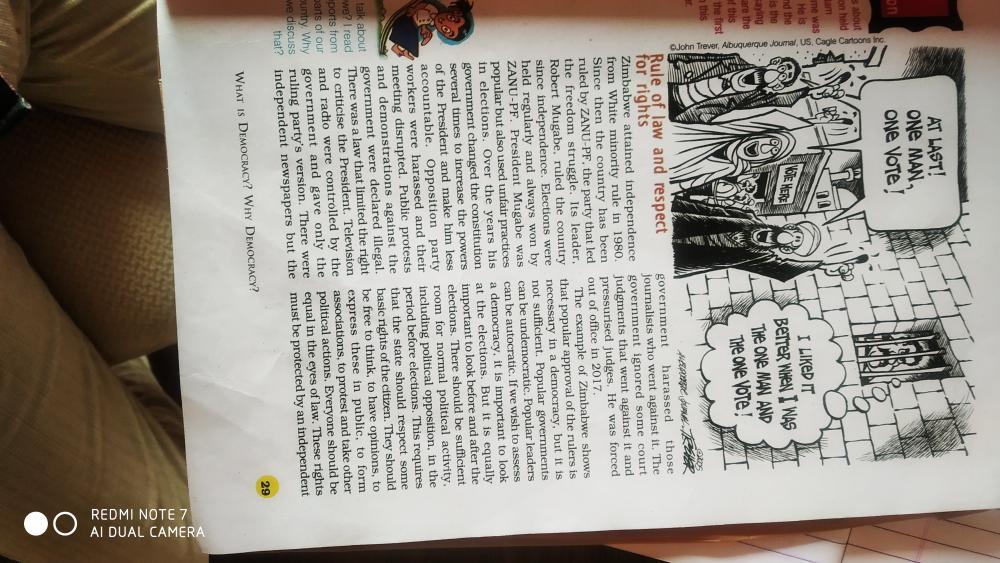 AT LAST!
ONE MAN,
ONE VOTE!
VOTE HERE
I LIKED IT
BETTER WHEN I WAS
THE ONE MAN AND
THE ONE VOTE!
©John Trever, Albuquerque Journal, US, Cagle Cartoons Inc.
Rule of law and respect
for rights
Zimbabwe attained independence
from White minority rule in 1980.
Since then the country has been
ruled by ZANU-PF, the party that led
the freedom struggle. Its leader,
Robert Mugabe, ruled the country
since independence. Elections were
held regularly and always won by
ZANU-PF. President Mugabe was
popular but also used unfair practices
in elections. Over the years his
government changed the constitution
several times to increase the powers
of the President and make him less
accountable. Opposition party
workers were harassed and their
meeting disrupted. Public protests
and demonstrations against the
government were declared illegal.
There was a law that limited the right
to criticise the President. Television
and radio were controlled by the
government and gave only the
ruling party's version. There were
independent newspapers but the
government harassed those
journalists who went against it. The
government ignored some court
judgments that went against it and
pressurised judges. He was forced
out of office in 2017.
The example of Zimbabwe shows
that popular approval of the rulers is
necessary in a democracy, but it is
not sufficient. Popular governments
can be undemocratic. Popular leaders
can be autocratic. If we wish to assess
a democracy, it is important to look
at the elections. But it is equally
important to look before and after the
elections. There should be sufficient
room for normal political activity,
including political opposition, in the
period before elections. This requires
that the state should respect some
basic rights of the citizen. They should
be free to think, to have opinions, to
express these in public, to form
associations, to protest and take other
political actions. Everyone should be
equal in the eyes of law. These rights
must be protected by an independent
talk about
we? I read
ports from
parts of our
ountry. Why
we discuss
that?
WHAT IS DEMOCRACY? WHY DEMOCRACY?
29
REDMI NOTE 7
AI DUAL CAMERA